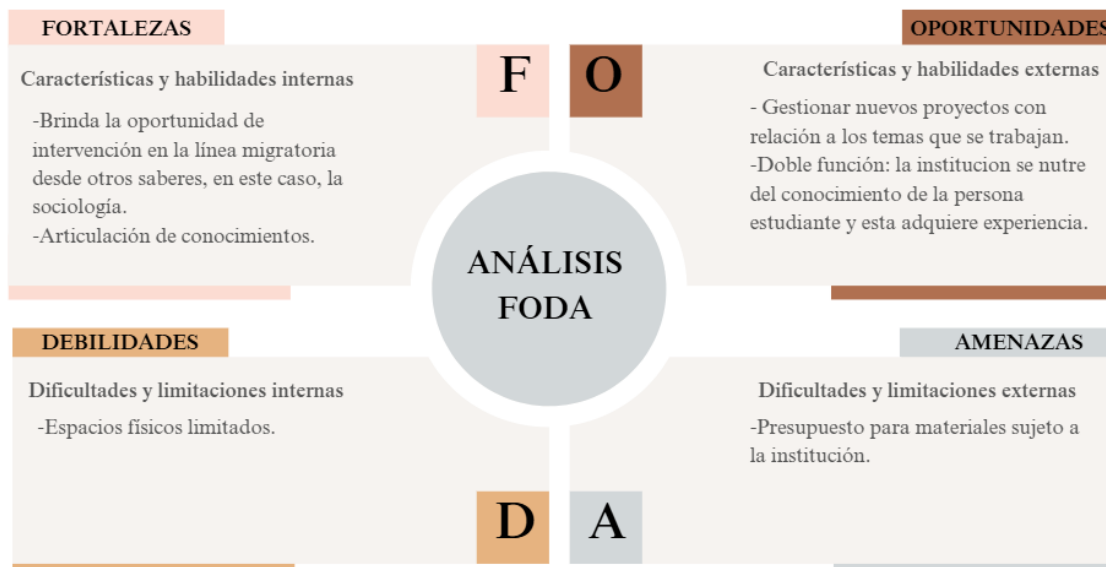 FORTALEZAS
F
Características y habilidades internas
-Brinda la oportunidad de
intervención en la línea migratoria
desde otros saberes, en este caso, la
sociología.
-Articulación de conocimientos.
OPORTUNIDADES
O
Características y habilidades externas
- Gestionar nuevos proyectos con
relación a los temas que se trabajan.
-Doble función: la institucion se nutre
del conocimiento de la persona
estudiante y esta adquiere experiencia.
ANÁLISIS
FODA
DEBILIDADES
Dificultades y limitaciones internas
-Espacios físicos limitados.
D
AMENAZAS
Dificultades y limitaciones externas
-Presupuesto para materiales sujeto a
la institución.
A